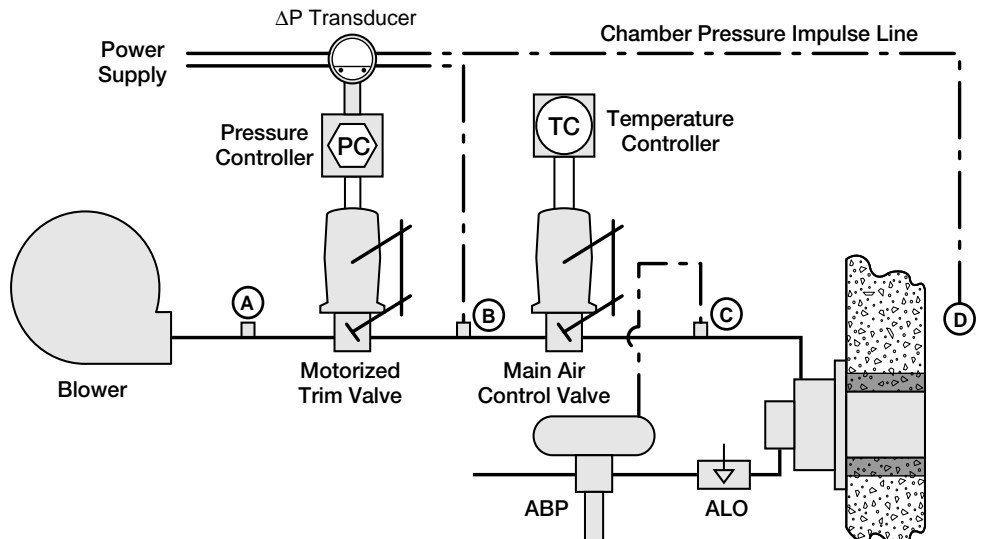 ΔP Transducer
Chamber Pressure Impulse Line
Power
Supply
Pressure
Controller
PC
TC
Temperature
Controller
A
B
C
D
Blower
Motorized
Trim Valve
Main Air
Control Valve
ABP
ALO